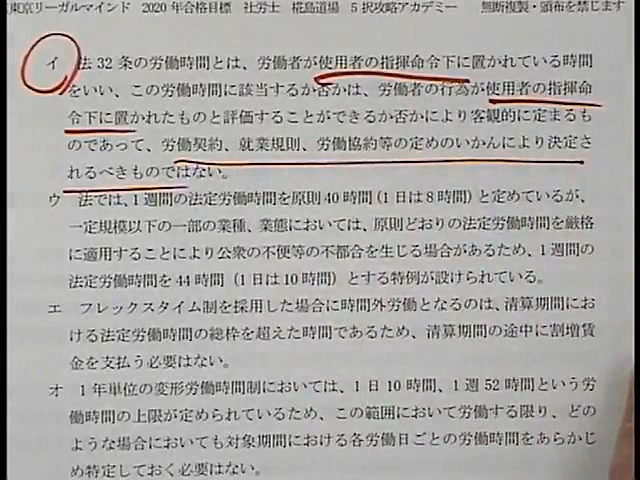 東京リーガルマインド 2020年合格目標 社労士 椛島道場 5択攻略アカデミー 無断複製・頒布を禁じます
イ 法32条の労働時間とは、労働者が使用者の指揮命令下に置かれている時間
をいい、この労働時間に該当するか否かは、労働者の行為が使用者の指揮命
令下に置かれたものと評価することができるか否かにより客観的に定まるも
のであって、労働契約、就業規則、労働協約等の定めのいかんにより決定さ
れるべきものではない。
ウ 法では、1週間の法定労働時間を原則40時間(1日は8時間)と定めているが、
一定規模以下の一部の業種、業態においては、原則どおりの法定労働時間を厳格
に適用することにより公衆の不便等の不都合を生じる場合があるため、1週間の
法定労働時間を44時間(1日は10時間)とする特例が設けられている。
エ フレックスタイム制を採用した場合に時間外労働となるのは、清算期間にお
ける法定労働時間の総枠を超えた時間であるため、清算期間の途中に割増賃
金を支払う必要はない。
オ 1年単位の変形労働時間制においては、1日10時間、1週52時間という労
働時間の上限が定められているため、この範囲において労働する限り、どの
ような場合においても対象期間における各労働日ごとの労働時間をあらかじ
め特定しておく必要はない。